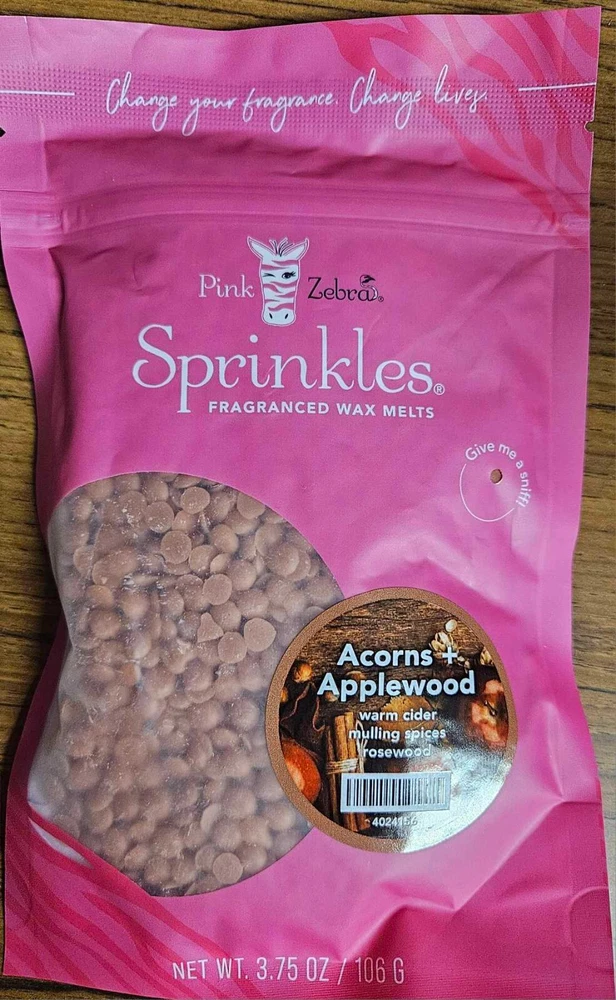 Change your fragrance. Change lives.
Pink Zebra®
Sprinkles®
FRAGRANCED WAX MELTS
Give me a sniff!
Acorns +
Applewood
warm cider
mulling spices
rosewood
4024156
NET WT. 3.75 OZ / 106 G